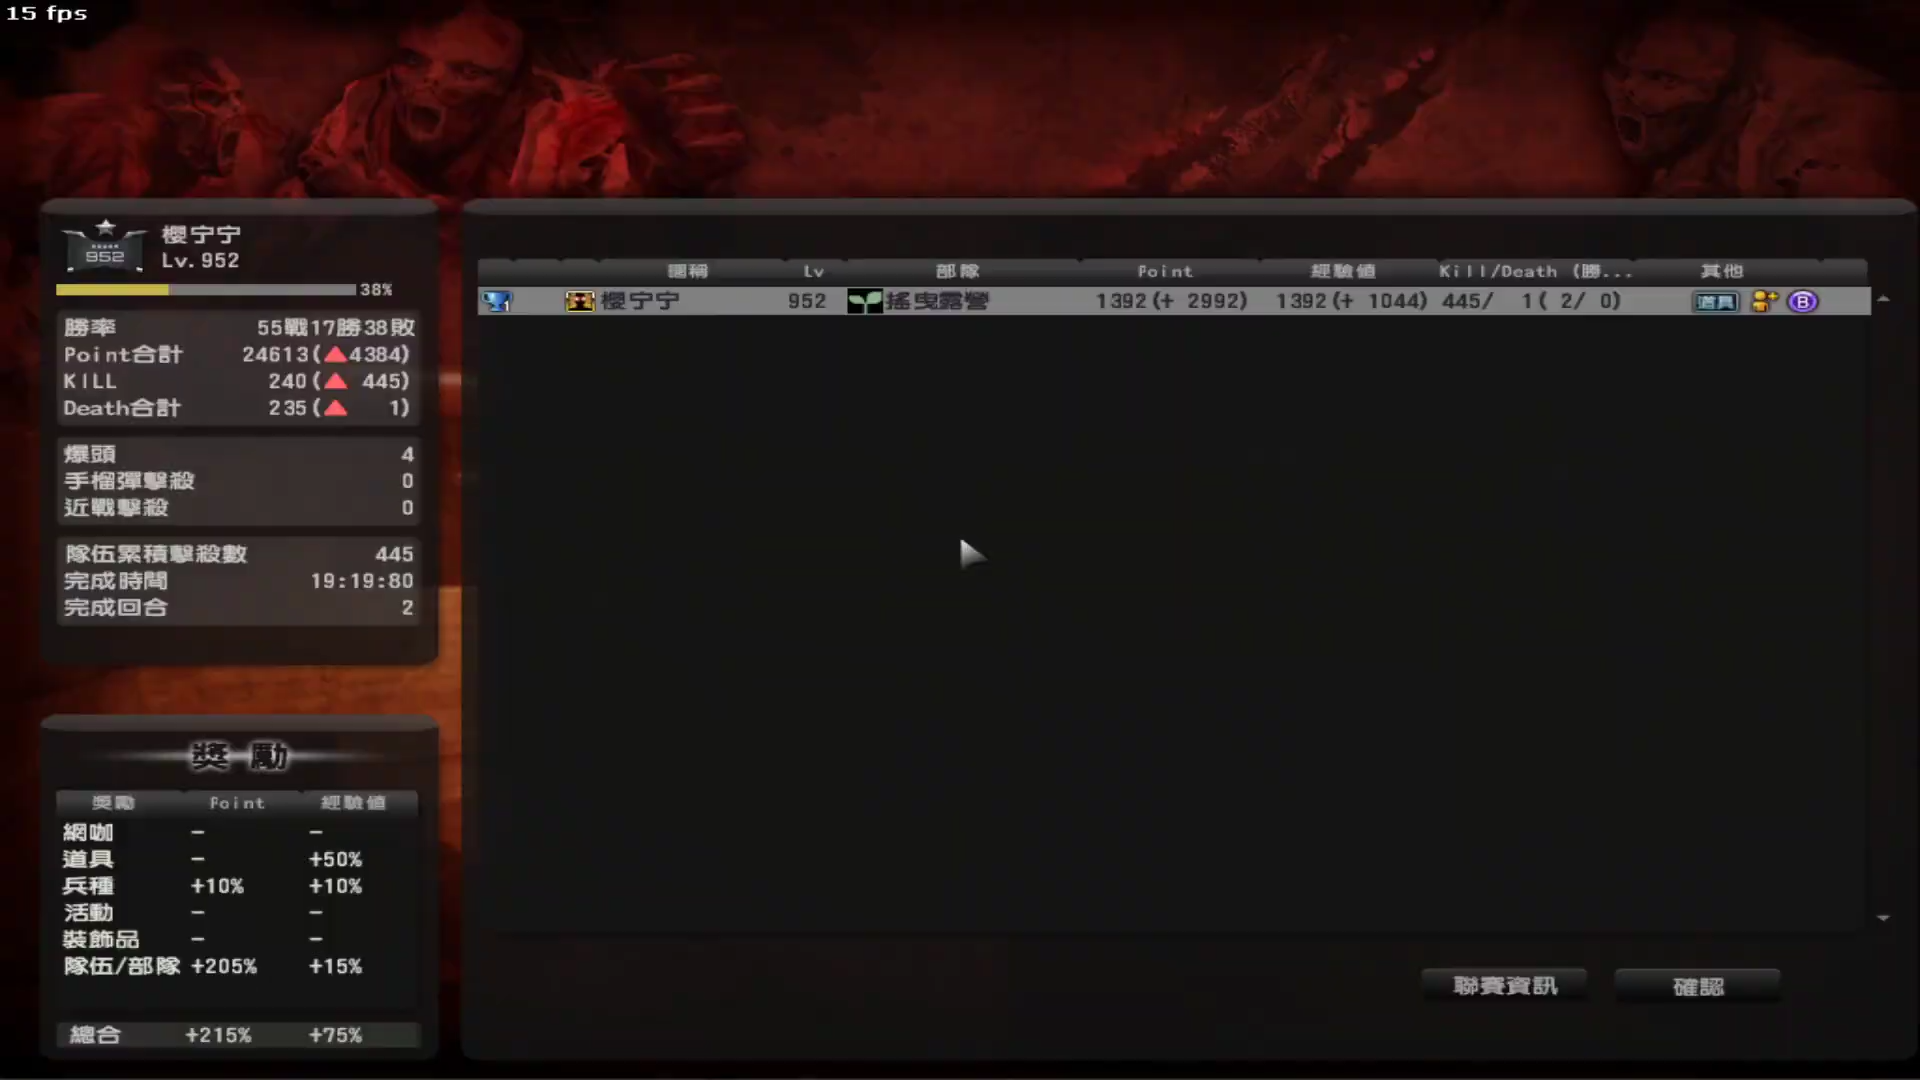 15 fps
952
櫻宁宁
Lv. 952
38%
勝率 55戰17勝38敗
Point合計 24613(▲4384)
KILL 240(▲ 445)
Death合計 235(▲ 1)
爆頭 4
手榴彈擊殺 0
近戰擊殺 0
隊伍累積擊殺數 445
完成時間 19:19:80
完成回合 2
獎勵
獎勵 Point 經驗值
網咖 – –
道具 – +50%
兵種 +10% +10%
活動 – –
裝飾品 – –
隊伍/部隊 +205% +15%
總合 +215% +75%
暱稱 Lv 部隊 Point 經驗值 Kill/Death (勝... 其他
1 櫻宁宁 952 搖曳露營 1392(+ 2992) 1392(+ 1044) 445/ 1( 2/ 0) 道具 B
聯賽資訊 確認